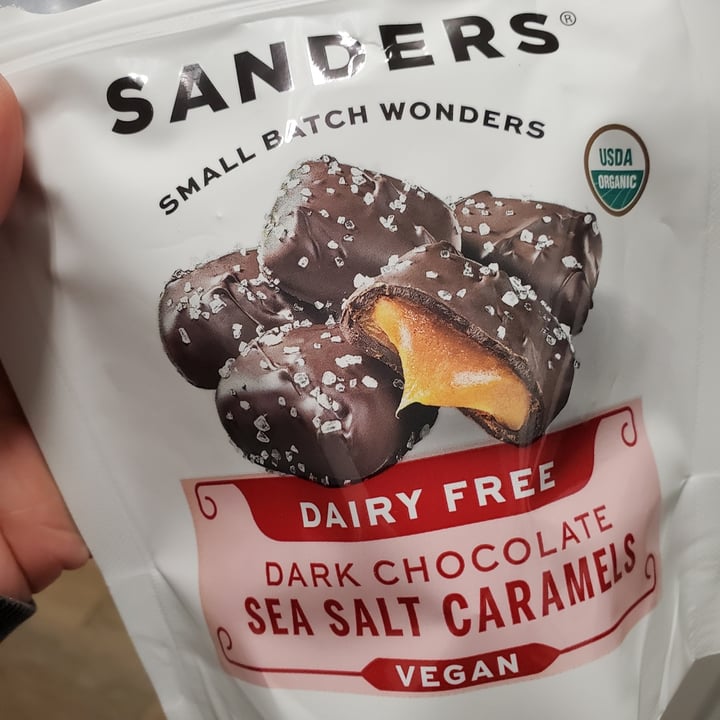 SANDERS®
SMALL BATCH WONDERS
USDA
ORGANIC
DAIRY FREE
DARK CHOCOLATE
SEA SALT CARAMELS
VEGAN